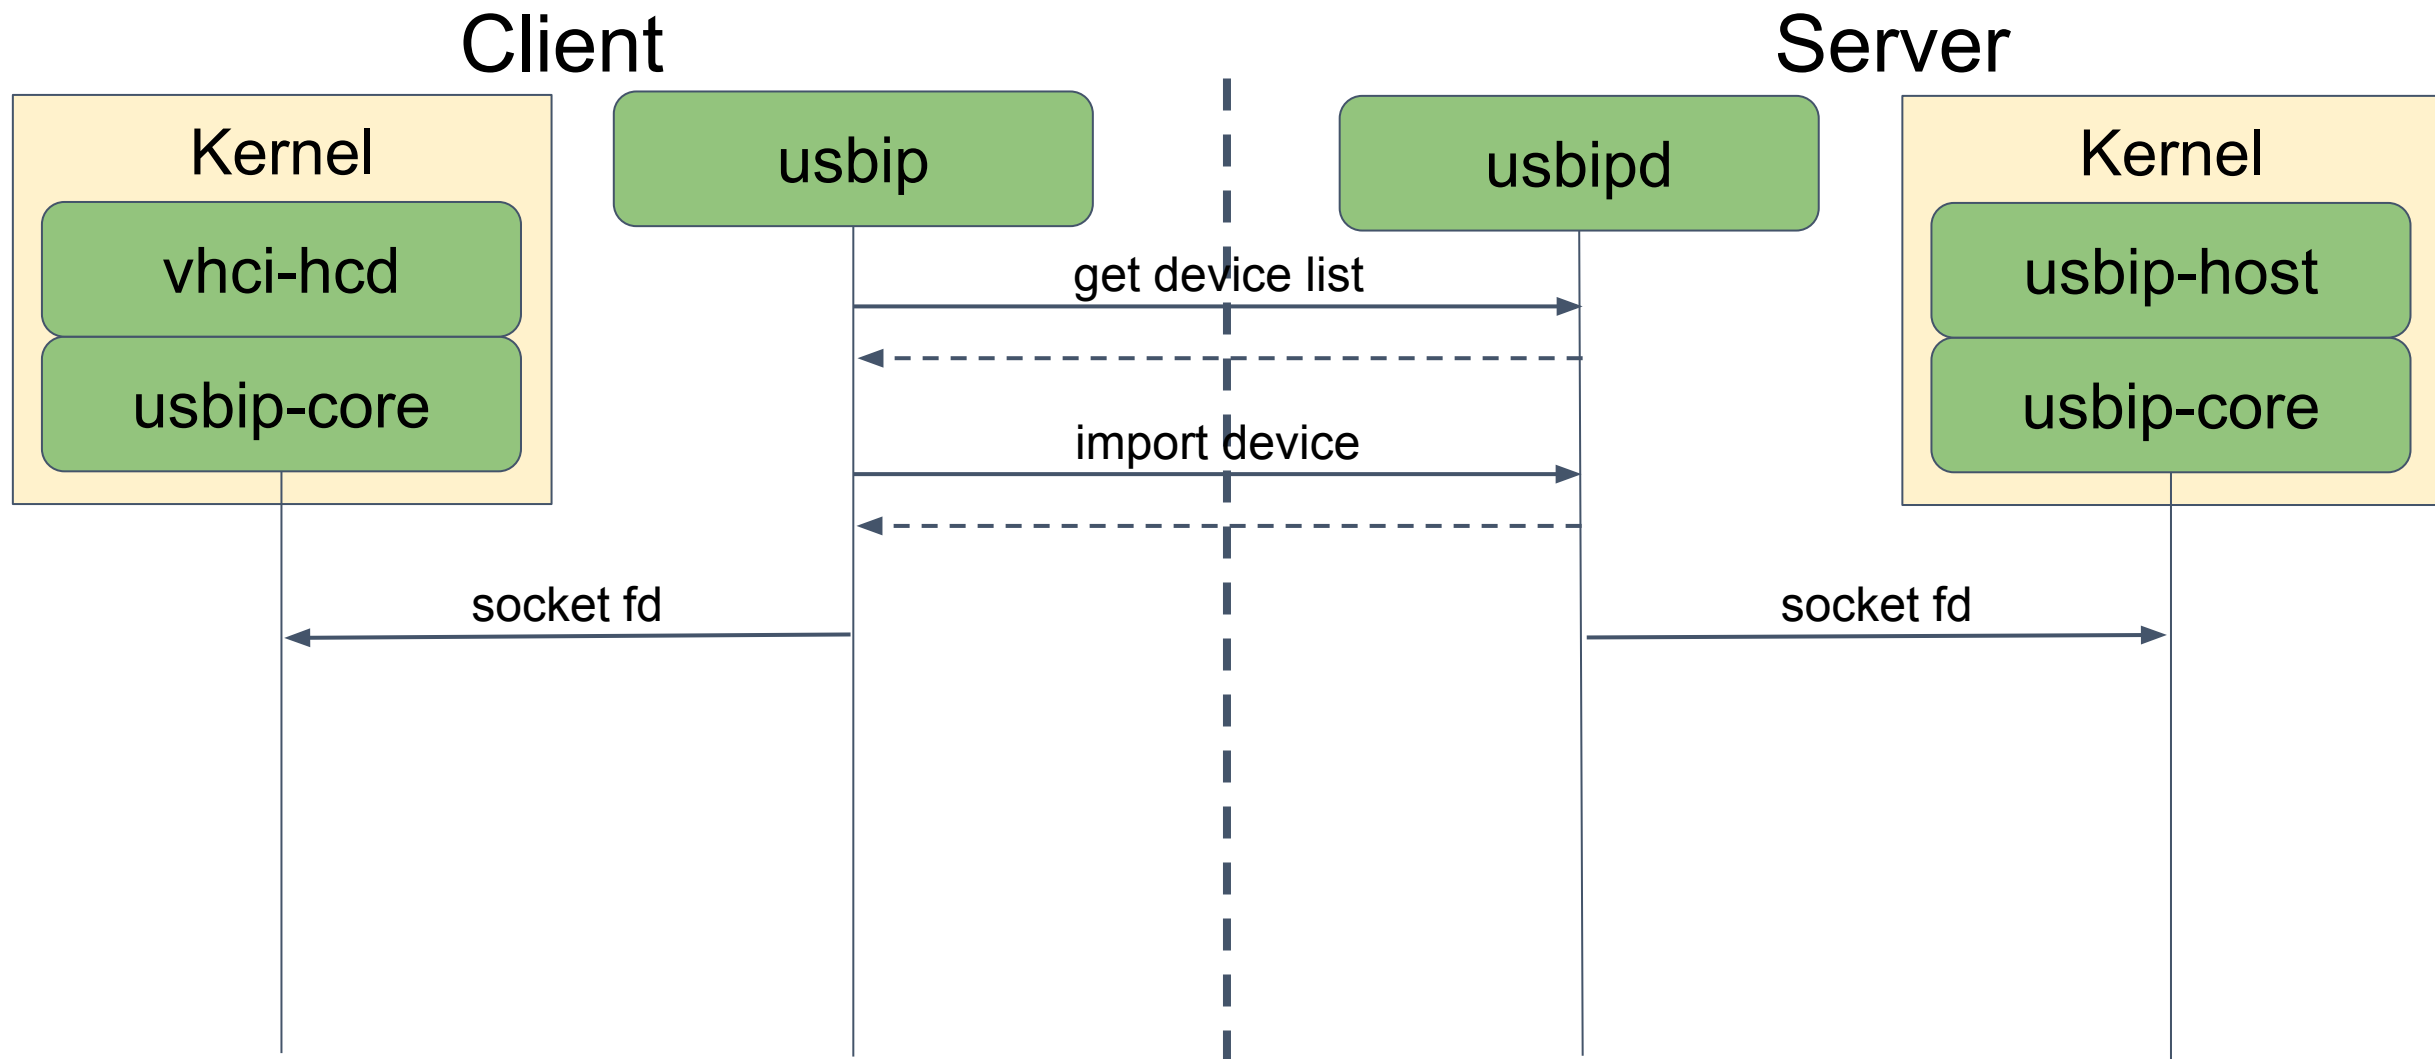 Client
Server
Kernel
usbip
usbipd
Kernel
vhci-hcd
usbip-host
get device list
usbip-core
usbip-core
import device
socket fd
socket fd